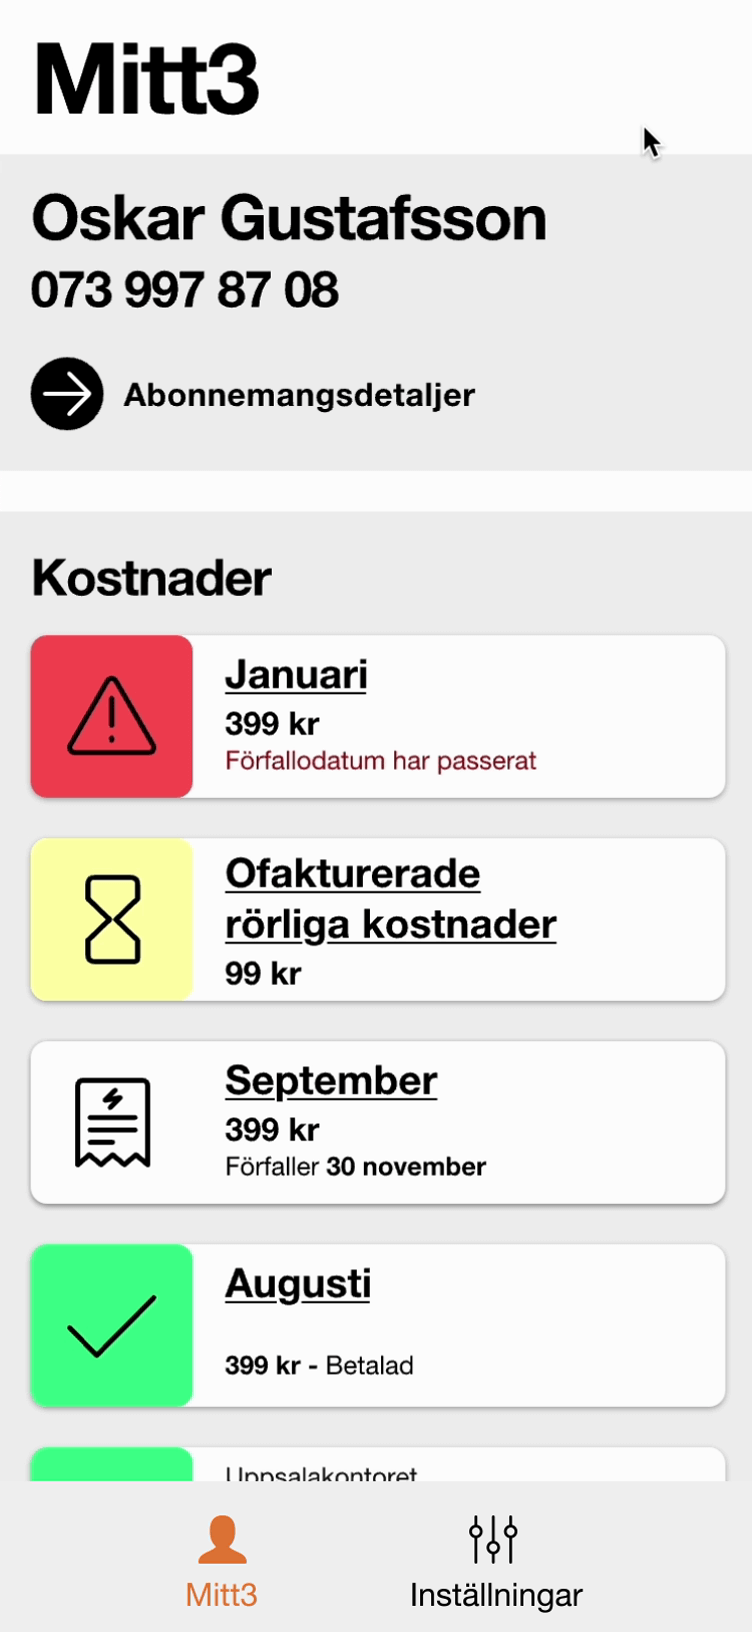 Mitt3
Oskar Gustafsson
073 997 87 08
Abonnemangsdetaljer
Kostnader
Januari
399 kr
Förfallodatum har passerat
Ofakturerade
rörliga kostnader
99 kr
September
399 kr
Förfaller 30 november
Augusti
399 kr - Betalad
Uppsalakontoret
Mitt3
Inställningar